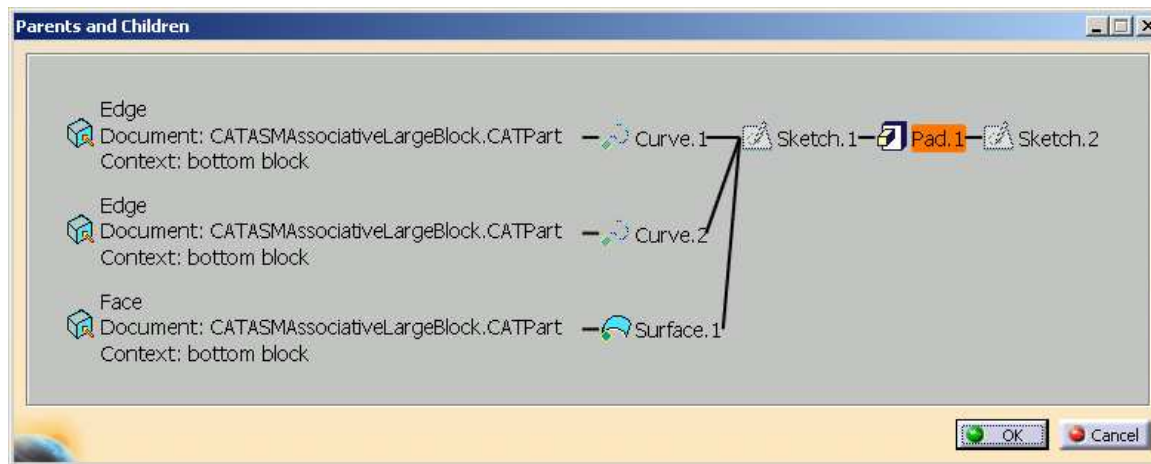 Parents and Children
Edge
Document: CATASMAssociativeLargeBlock.CATPart
Context: bottom block
Curve.1
Sketch.1
Pad.1
Sketch.2
Edge
Document: CATASMAssociativeLargeBlock.CATPart
Context: bottom block
Curve.2
Face
Document: CATASMAssociativeLargeBlock.CATPart
Context: bottom block
Surface.1
OK
Cancel